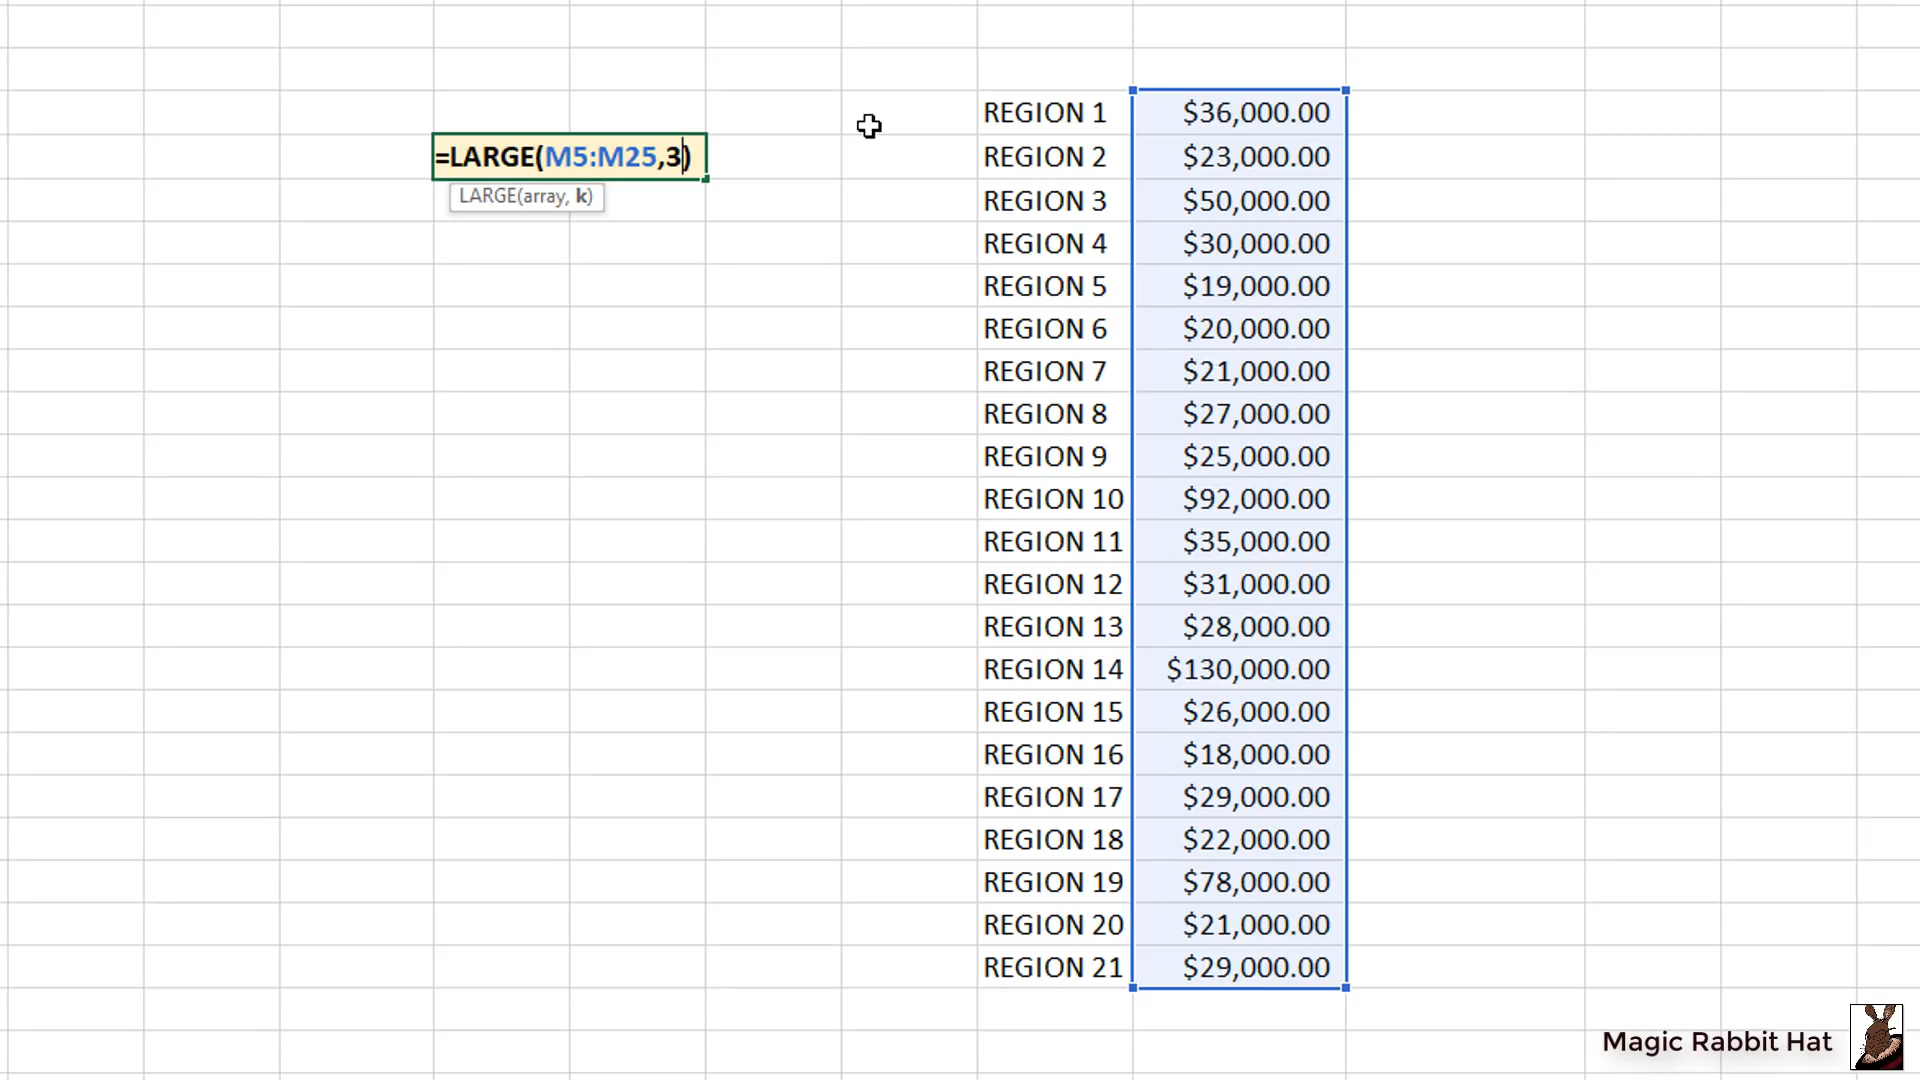 REGION 1 $36,000.00
=LARGE(M5:M25,3) REGION 2 $23,000.00
LARGE(array, k) REGION 3 $50,000.00
REGION 4 $30,000.00
REGION 5 $19,000.00
REGION 6 $20,000.00
REGION 7 $21,000.00
REGION 8 $27,000.00
REGION 9 $25,000.00
REGION 10 $92,000.00
REGION 11 $35,000.00
REGION 12 $31,000.00
REGION 13 $28,000.00
REGION 14 $130,000.00
REGION 15 $26,000.00
REGION 16 $18,000.00
REGION 17 $29,000.00
REGION 18 $22,000.00
REGION 19 $78,000.00
REGION 20 $21,000.00
REGION 21 $29,000.00
Magic Rabbit Hat